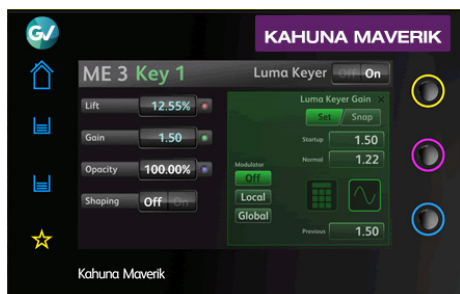 GV
KAHUNA MAVERIK
ME 3 Key 1
Luma Keyer Off On
Lift 12.55%
Gain 1.50
Opacity 100.00%
Shaping Off On
Luma Keyer Gain ×
Set Snap
Startup 1.50
Normal 1.22
Modulator
Off
Local
Global
Previous 1.50
Kahuna Maverik